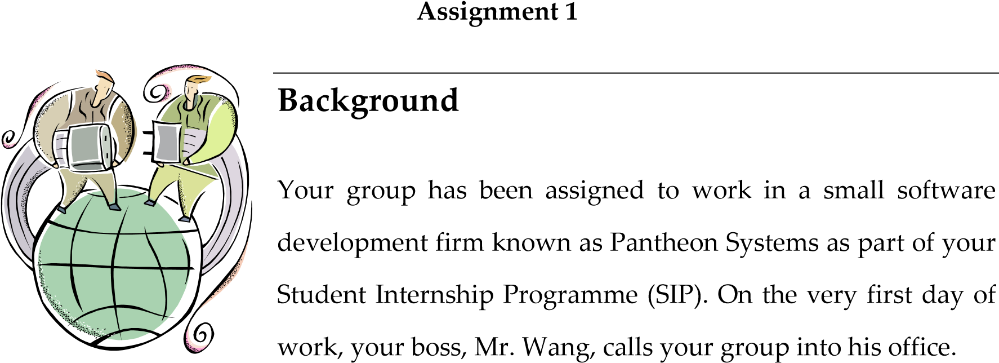 Assignment 1
Background
Your group has been assigned to work in a small software
development firm known as Pantheon Systems as part of your
Student Internship Programme (SIP). On the very first day of
work, your boss, Mr. Wang, calls your group into his office.